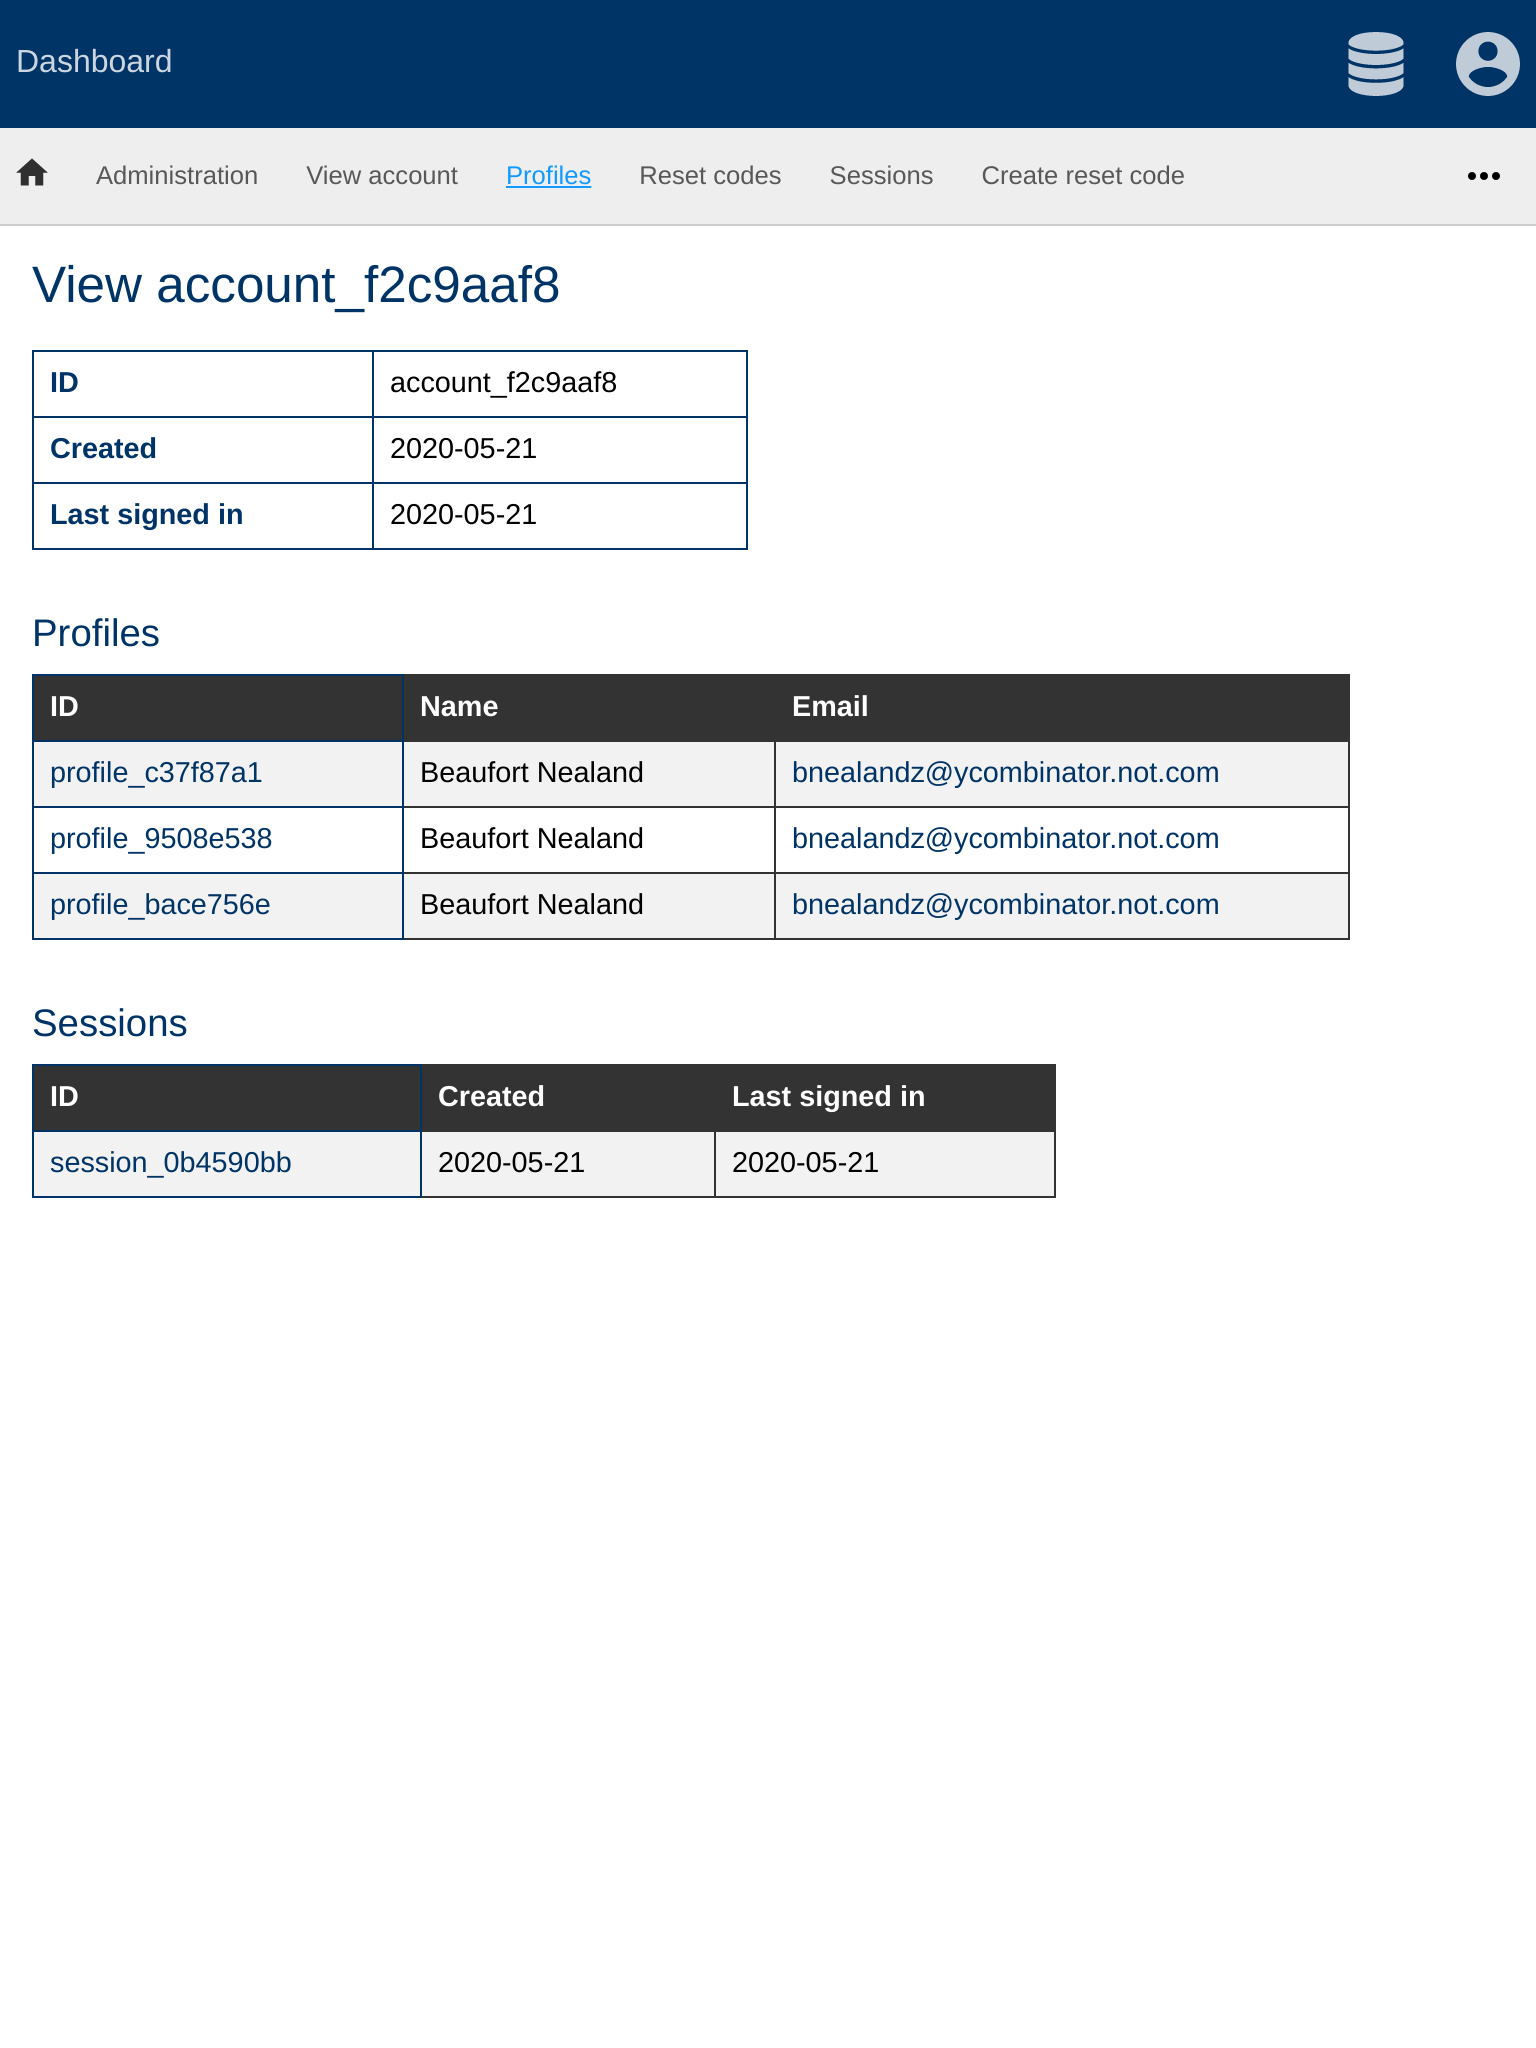 Dashboard
Administration View account Profiles Reset codes Sessions Create reset code
View account_f2c9aaf8
ID account_f2c9aaf8
Created 2020-05-21
Last signed in 2020-05-21
Profiles
ID Name Email
profile_c37f87a1 Beaufort Nealand bnealandz@ycombinator.not.com
profile_9508e538 Beaufort Nealand bnealandz@ycombinator.not.com
profile_bace756e Beaufort Nealand bnealandz@ycombinator.not.com
Sessions
ID Created Last signed in
session_0b4590bb 2020-05-21 2020-05-21